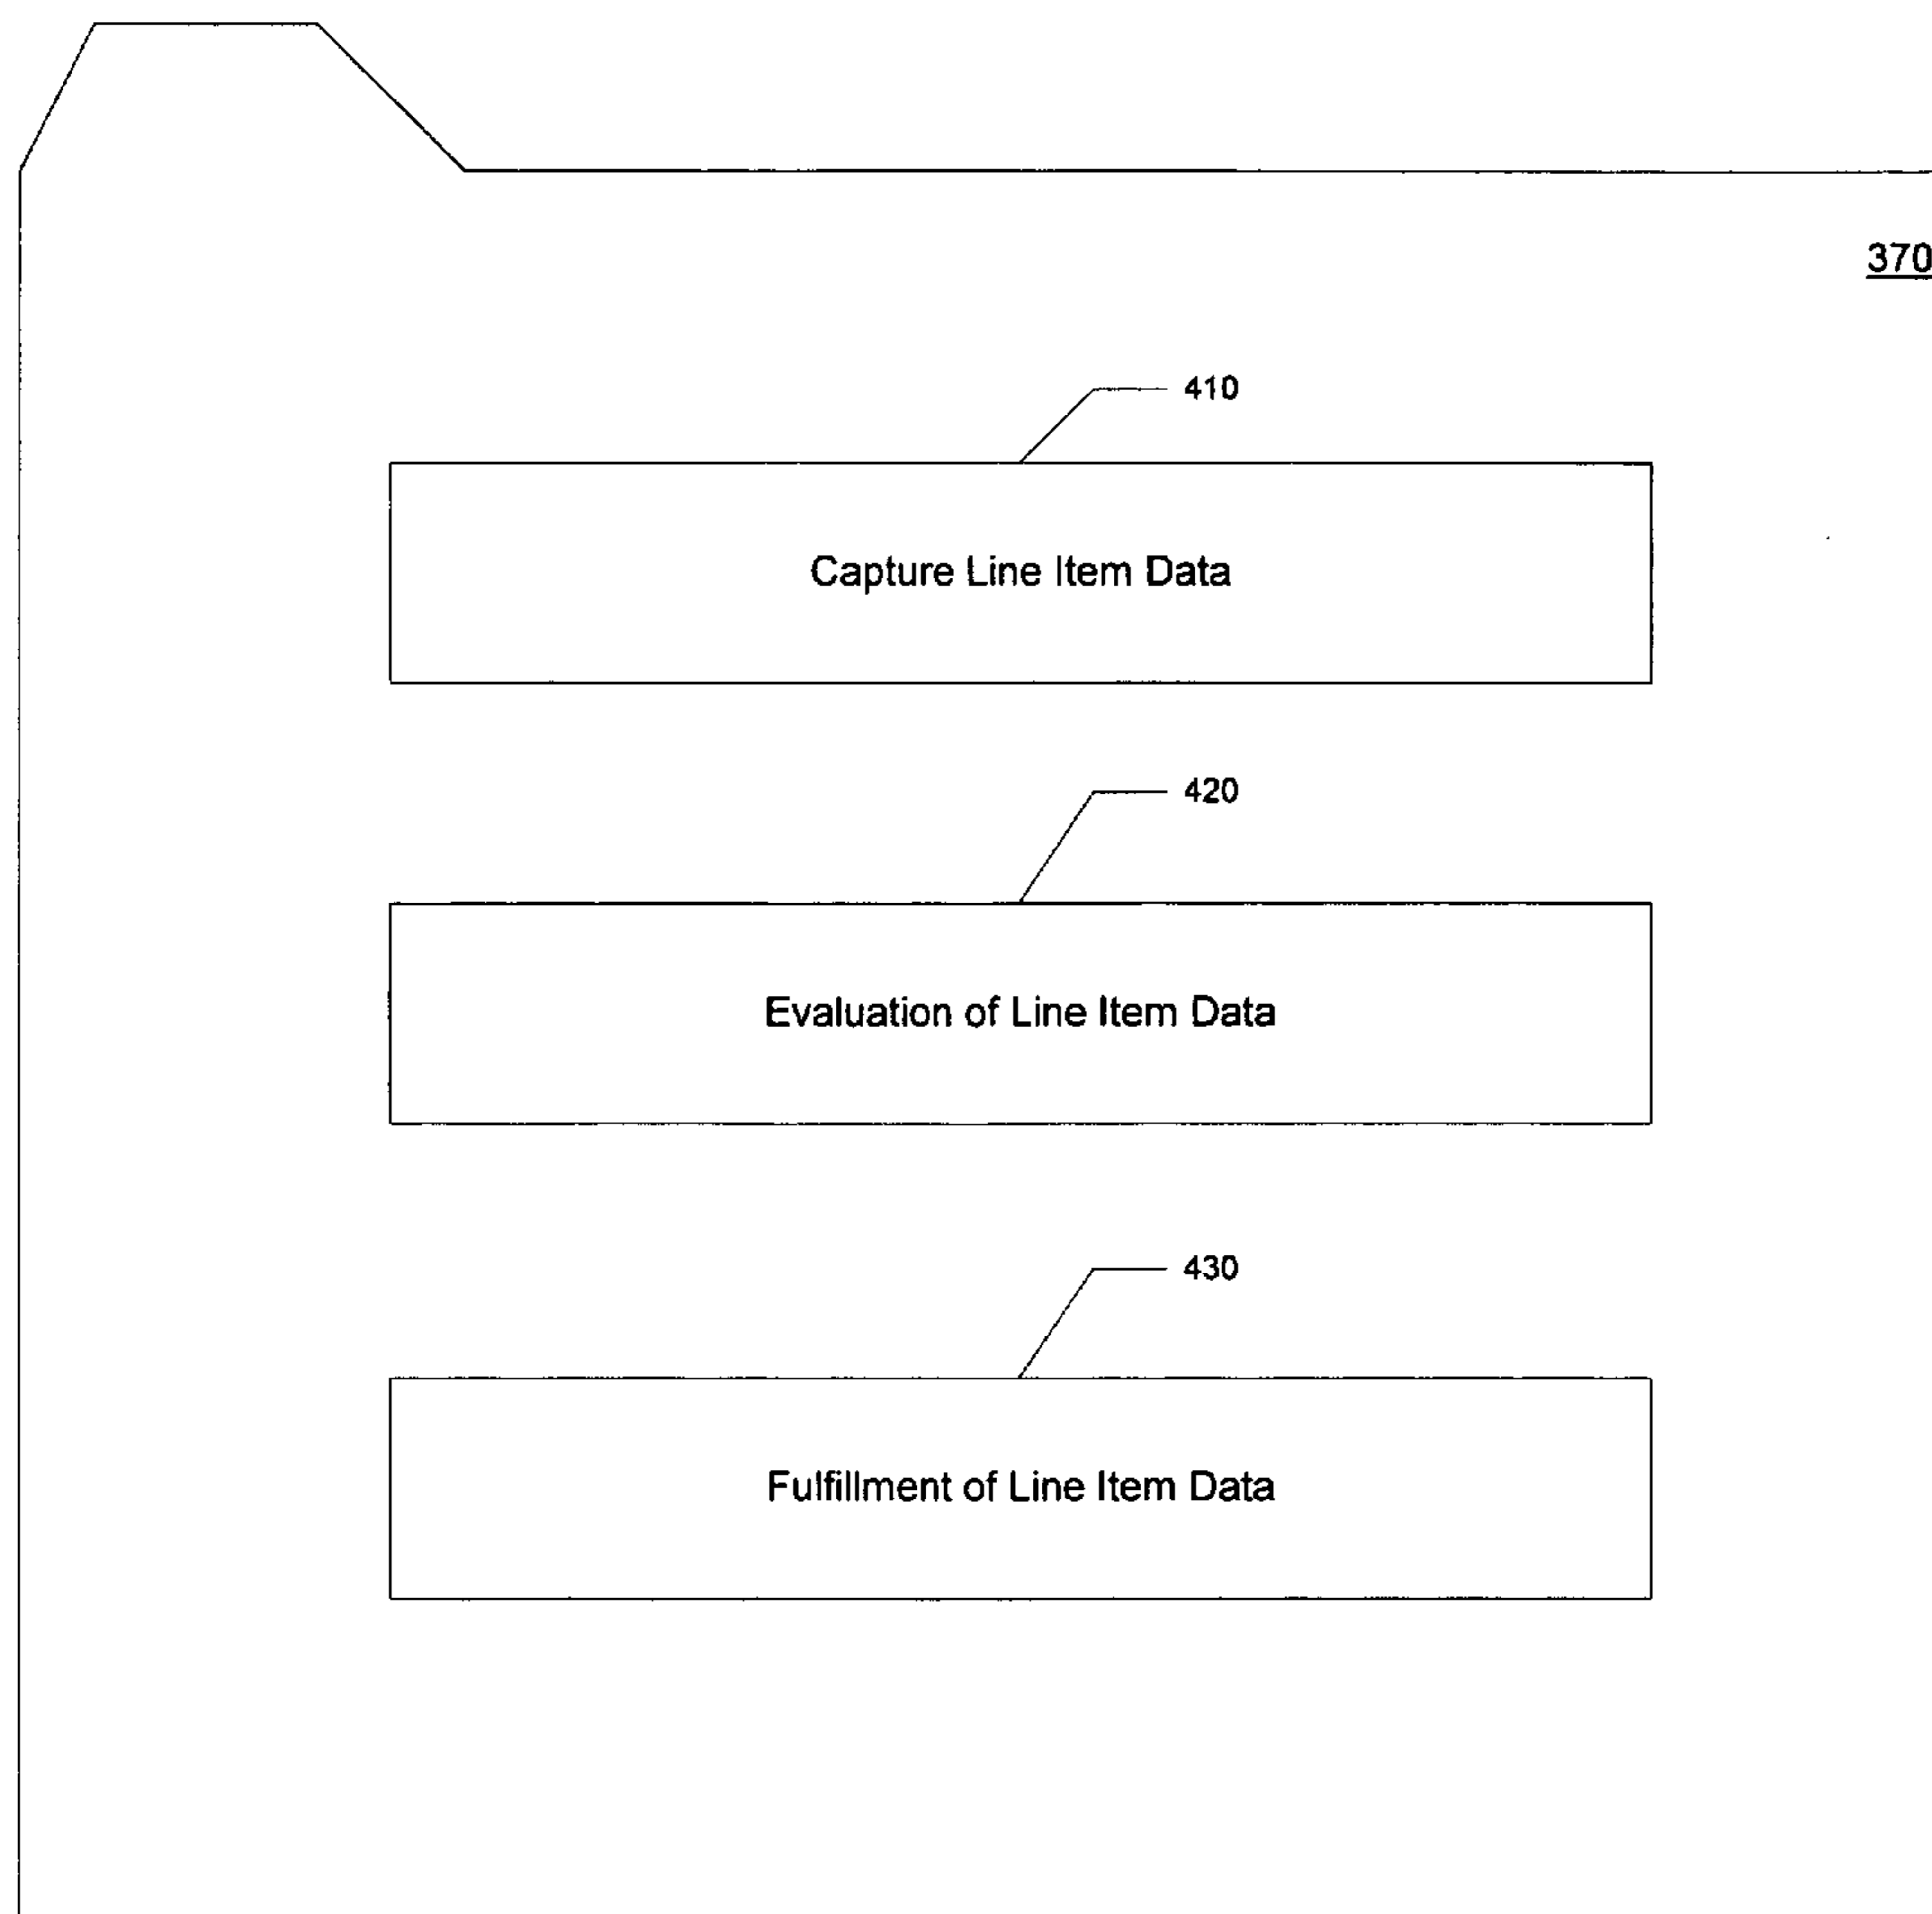 370
410
Capture Line Item Data
420
Evaluation of Line Item Data
430
Fulfillment of Line Item Data